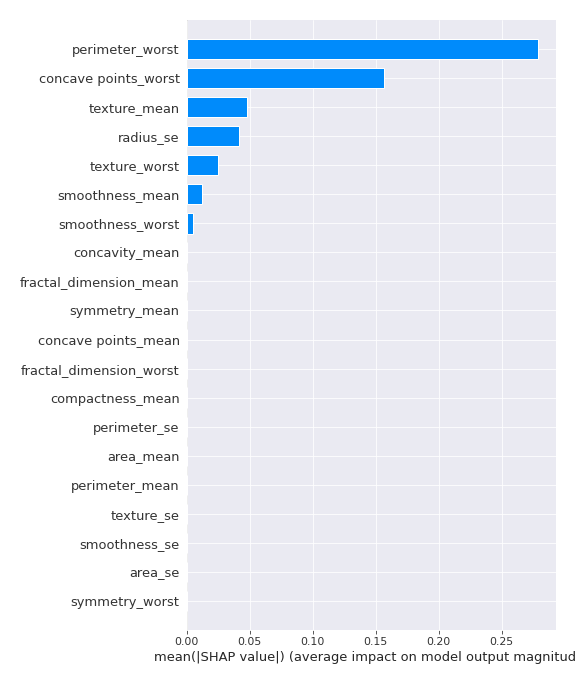 perimeter_worst
concave points_worst
texture_mean
radius_se
texture_worst
smoothness_mean
smoothness_worst
concavity_mean
fractal_dimension_mean
symmetry_mean
concave points_mean
fractal_dimension_worst
compactness_mean
perimeter_se
area_mean
perimeter_mean
texture_se
smoothness_se
area_se
symmetry_worst
0.00 0.05 0.10 0.15 0.20 0.25
mean(|SHAP value|) (average impact on model output magnitud